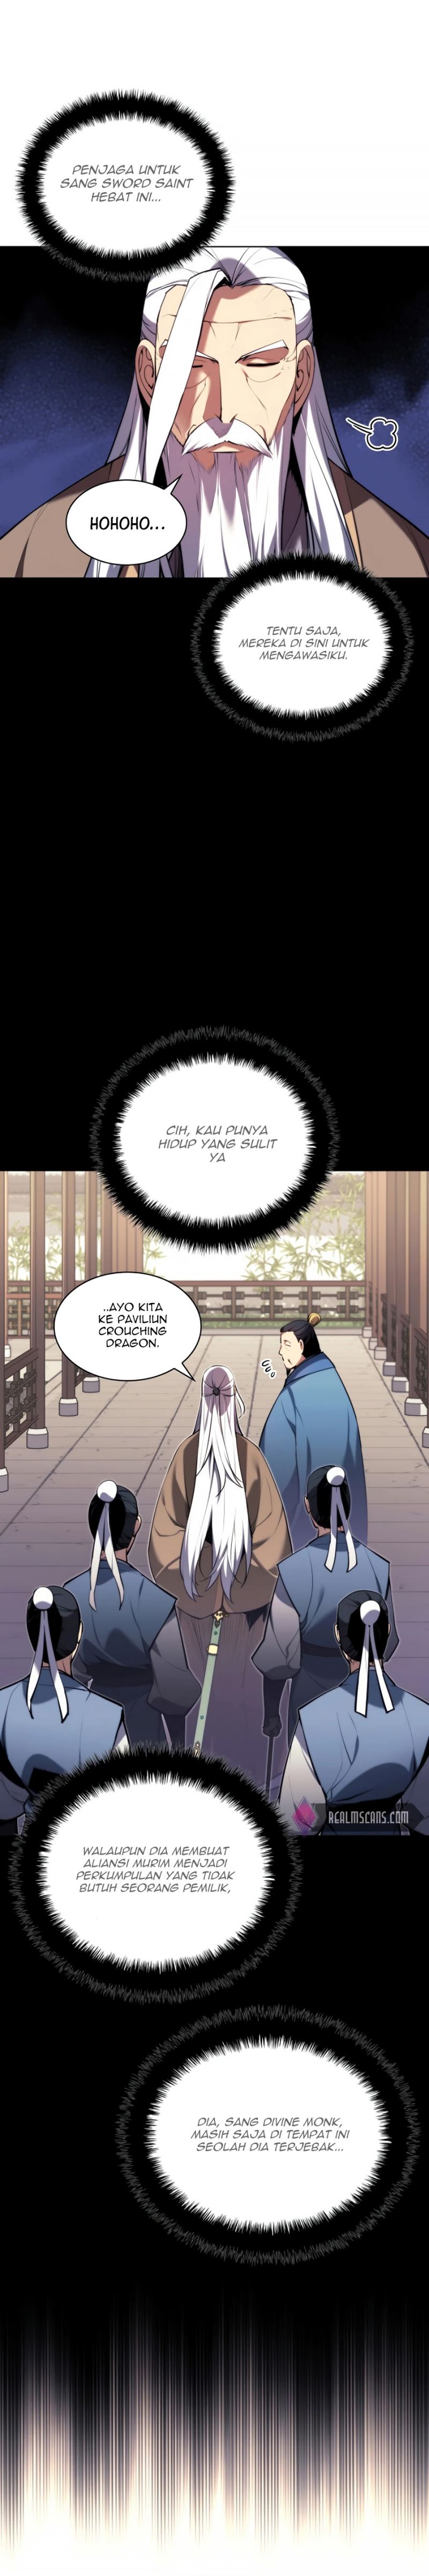 PENJAGA UNTUK
SANG SWORD SAINT
HEBAT INI...
HOHOHO...
TENTU SAJA,
MEREKA DI SINI UNTUK
MENGAWASIKU.
CIH, KAU PUNYA
HIDUP YANG SULIT
YA
..AYO KITA
KE PAVILIUN
CROUCHING
DRAGON.
REALMSCANS.COM
WALAUPUN DIA MEMBUAT
ALIANSI MURIM MENJADI
PERKUMPULAN YANG TIDAK
BUTUH SEORANG PEMILIK,
DIA, SANG DIVINE MONK,
MASIH SAJA DI TEMPAT INI
SEOLAH DIA TERJEBAK...